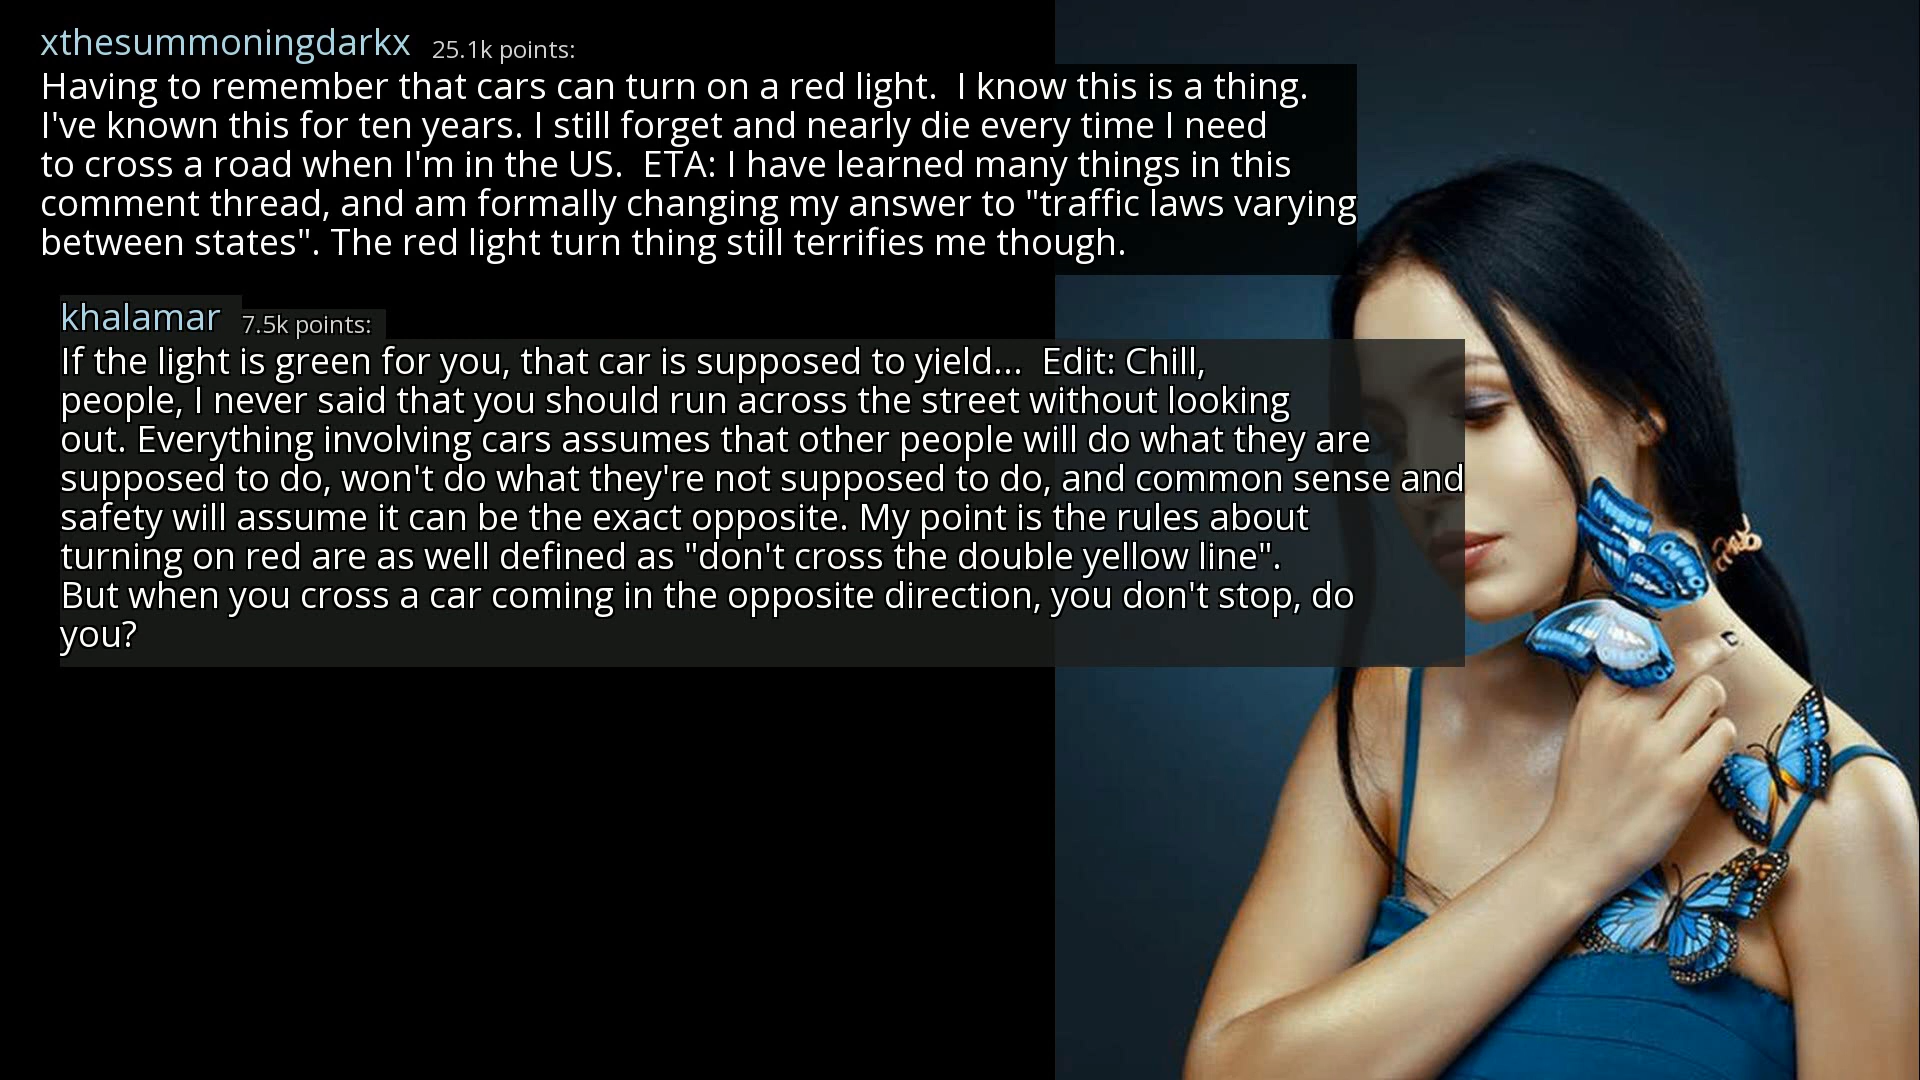 xthesummoningdarkx 25.1k points:
Having to remember that cars can turn on a red light.  I know this is a thing.
I've known this for ten years. I still forget and nearly die every time I need
to cross a road when I'm in the US.  ETA: I have learned many things in this
comment thread, and am formally changing my answer to "traffic laws varying
between states". The red light turn thing still terrifies me though.
khalamar 7.5k points:
If the light is green for you, that car is supposed to yield...  Edit: Chill,
people, I never said that you should run across the street without looking
out. Everything involving cars assumes that other people will do what they are
supposed to do, won't do what they're not supposed to do, and common sense and
safety will assume it can be the exact opposite. My point is the rules about
turning on red are as well defined as "don't cross the double yellow line".
But when you cross a car coming in the opposite direction, you don't stop, do
you?